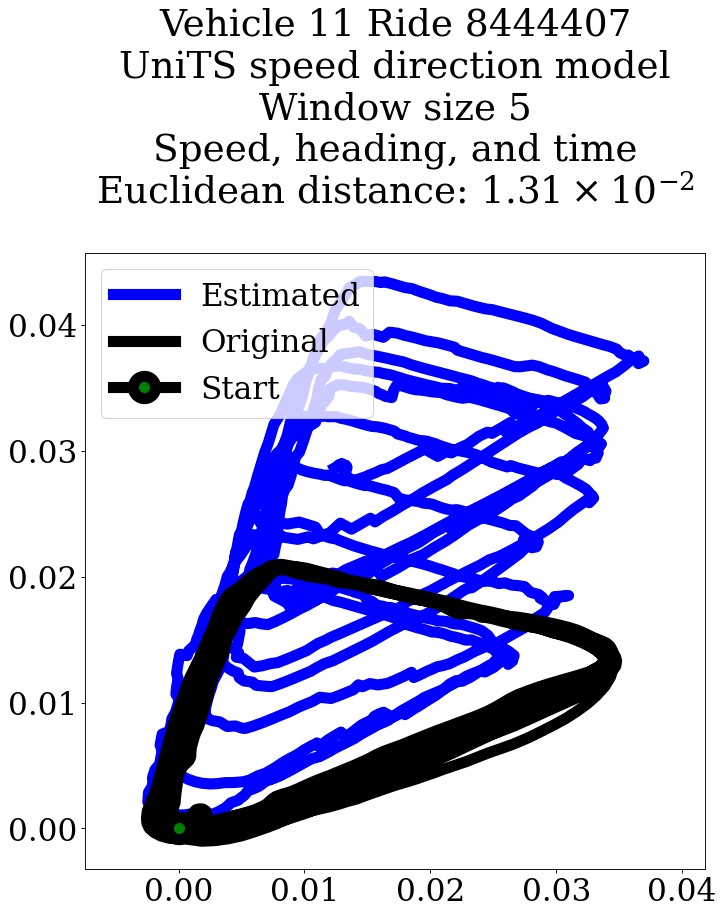 Vehicle 11 Ride 8444407
UniTS speed direction model
Window size 5
Speed, heading, and time
Euclidean distance: 1.31 × 10⁻²
Estimated
Original
Start
0.04
0.03
0.02
0.01
0.00
0.00 0.01 0.02 0.03 0.04